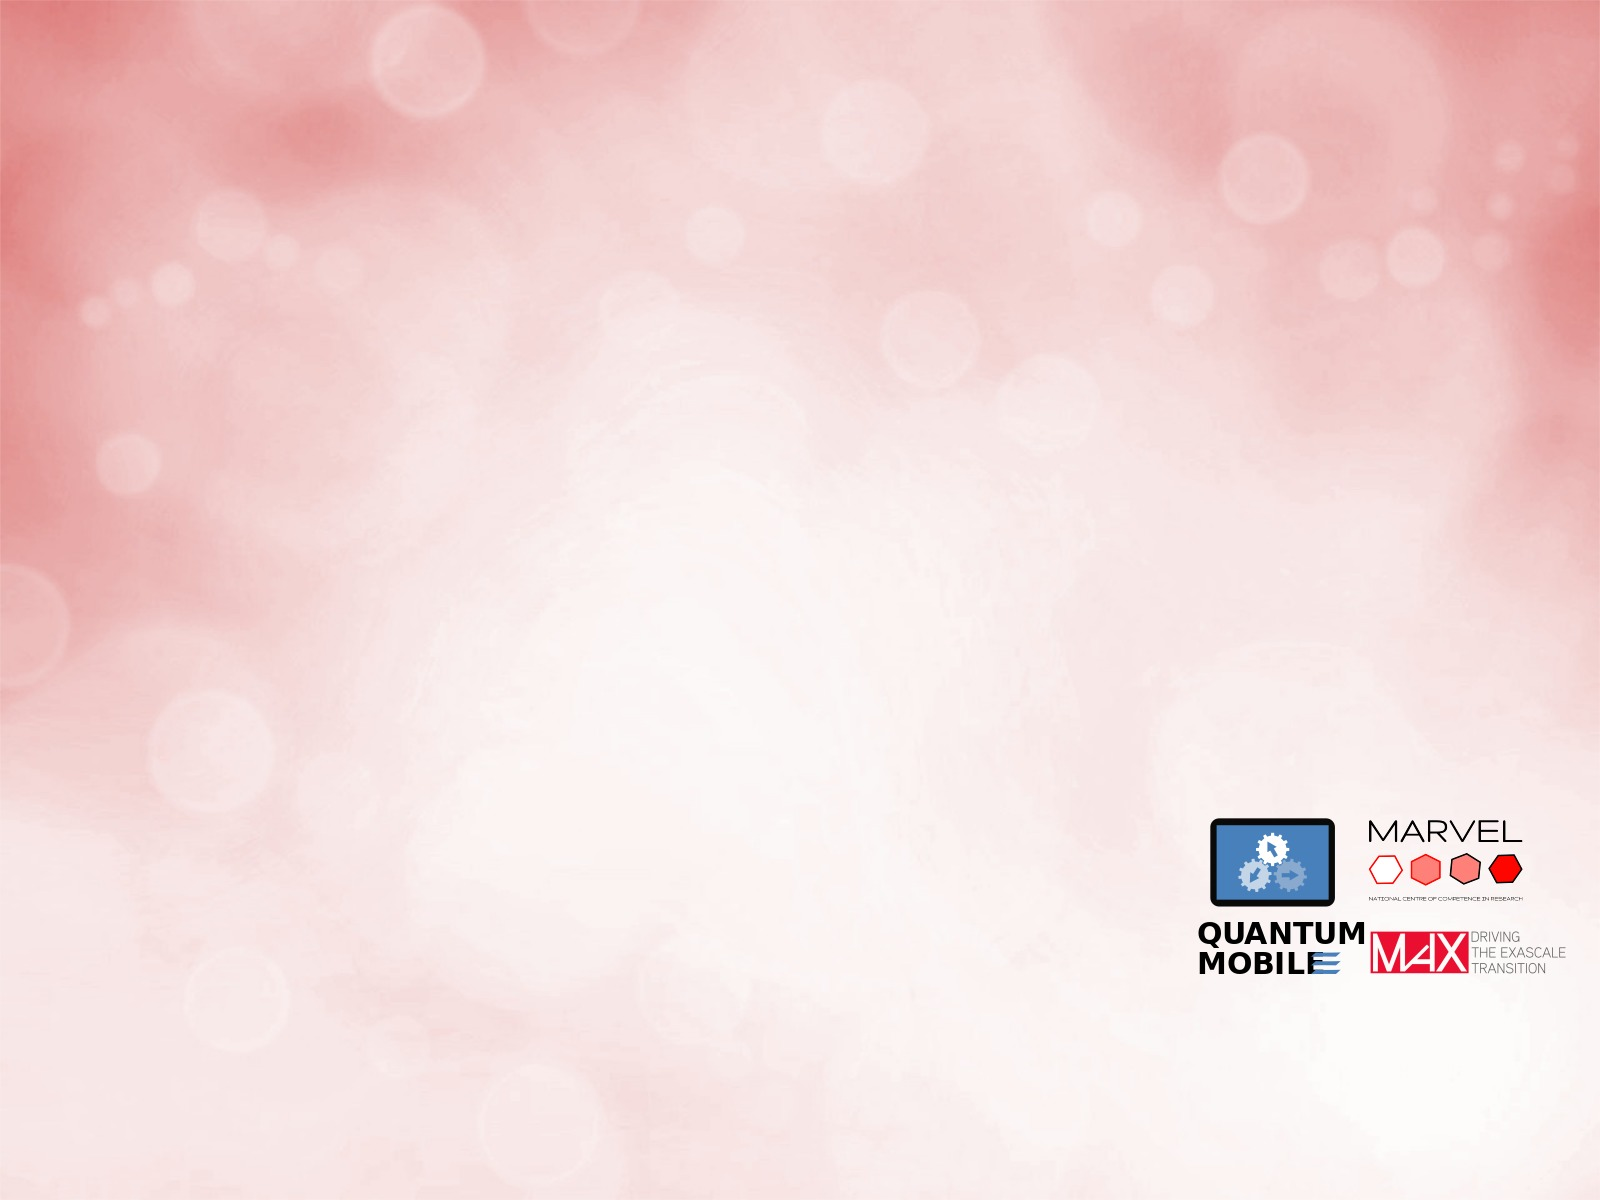 MARVEL
NATIONAL CENTRE OF COMPETENCE IN RESEARCH
QUANTUM
MOBILE
MAX
DRIVING
THE EXASCALE
TRANSITION